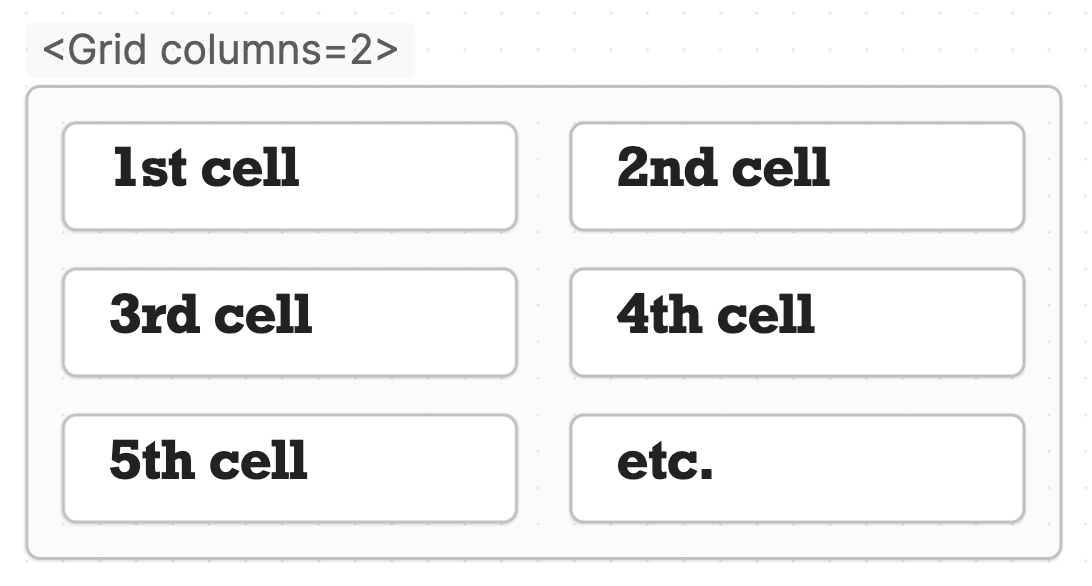 <Grid columns=2>
1st cell
2nd cell
3rd cell
4th cell
5th cell
etc.